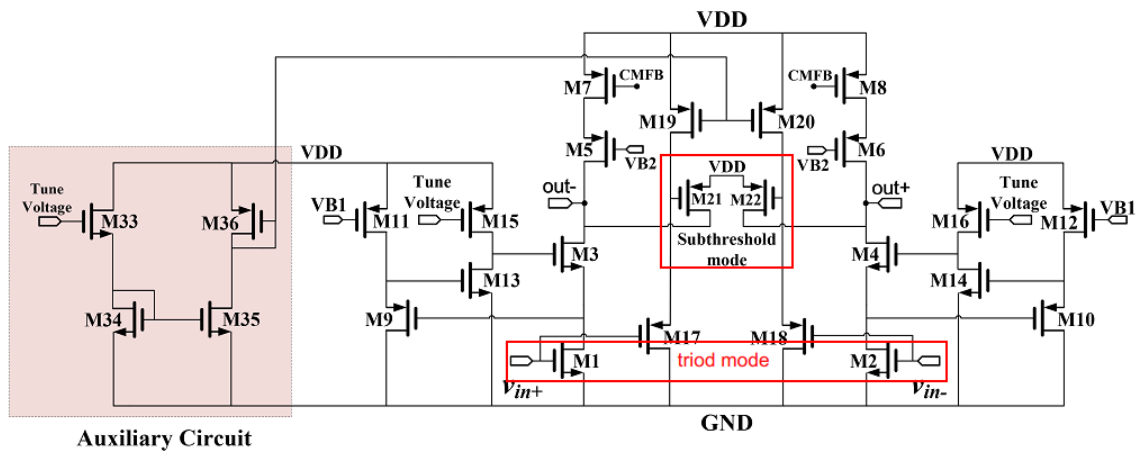 VDD
M7
CMFB
CMFB
M8
M19
M20
M5
VB2
VB2
M6
VDD
VDD
VDD
Tune
Voltage
M33
M36
VB1
M11
Tune
Voltage
M15
out-
M21
M22
out+
M16
Tune
Voltage
M12
VB1
Subthreshold
mode
M3
M4
M13
M14
M34
M35
M9
M17
M18
M10
M1
triod mode
M2
vin+
vin-
GND
Auxiliary Circuit